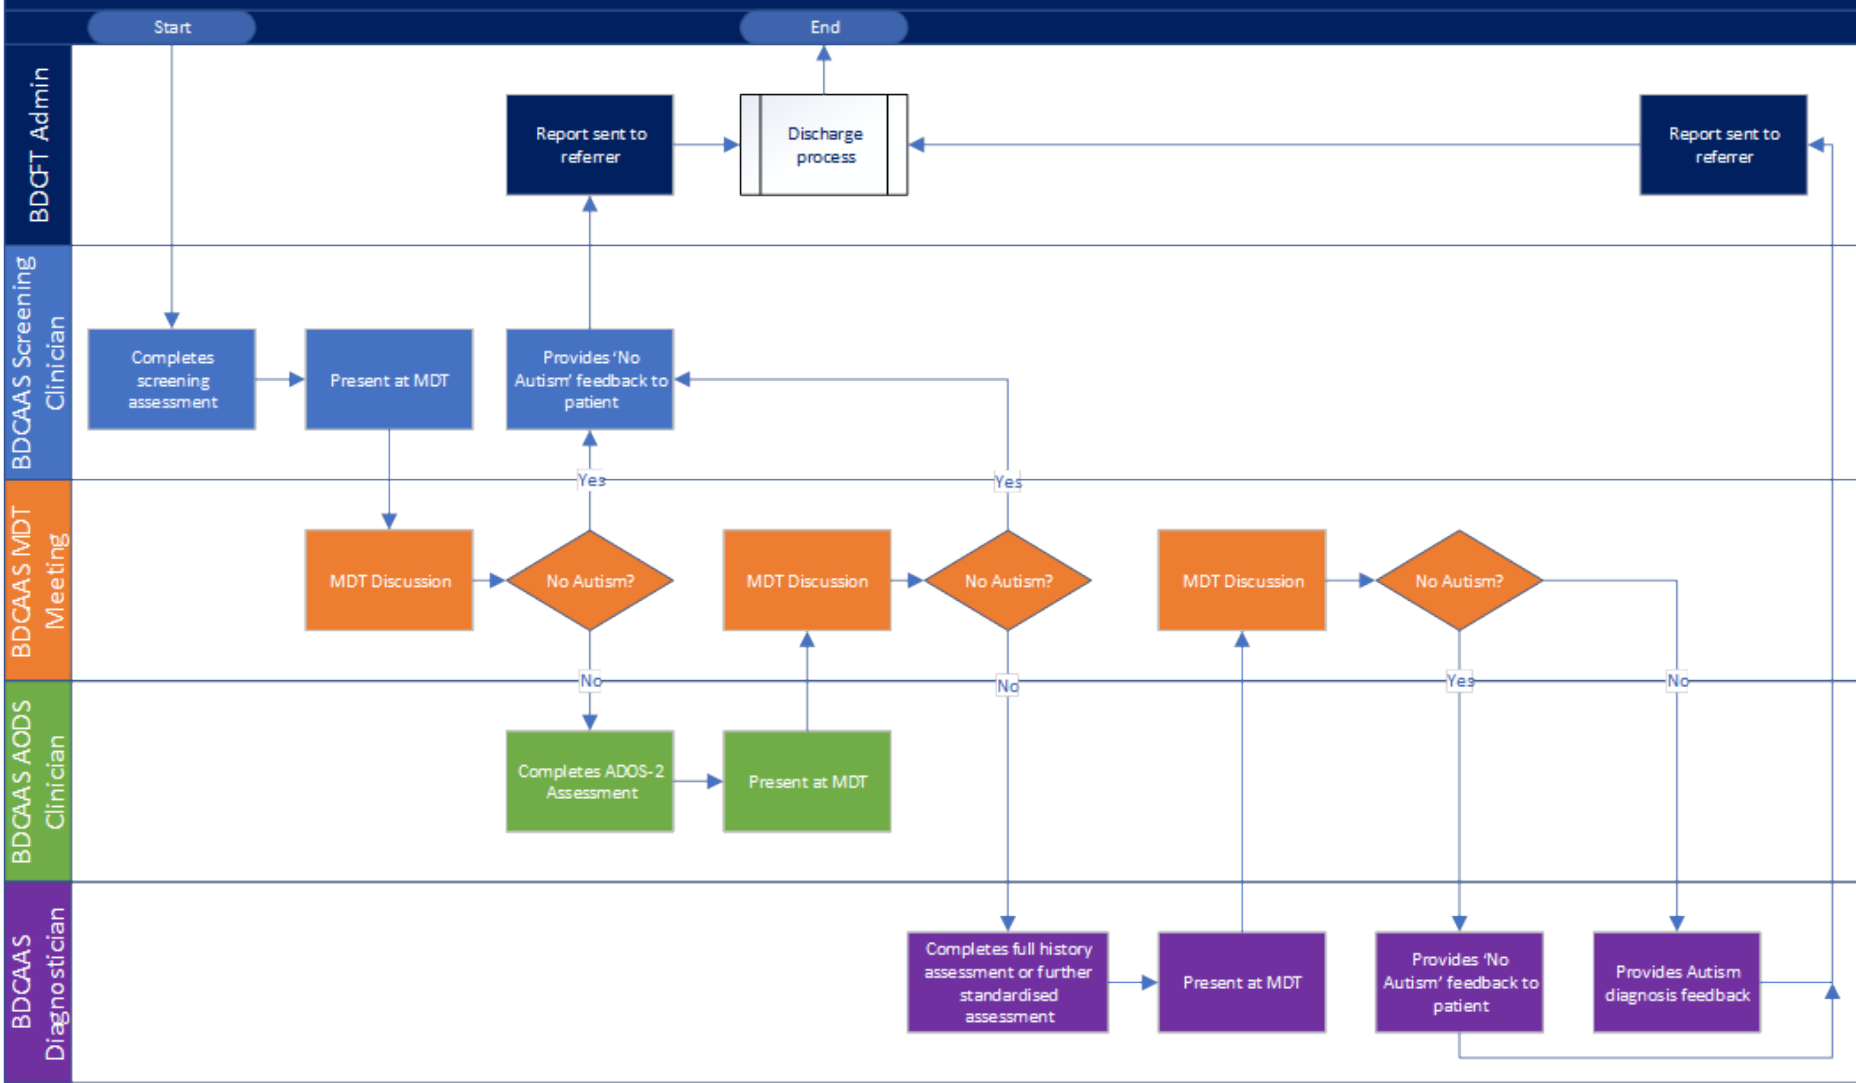 Start
End
BDCFT Admin
Report sent to
referrer
Discharge
process
Report sent to
referrer
BDCAAS Screening
Clinician
Completes
screening
assessment
Present at MDT
Provides ‘No
Autism’ feedback to
patient
Yes
Yes
BDCAAS MDT
Meeting
MDT Discussion
No Autism?
MDT Discussion
No Autism?
MDT Discussion
No Autism?
No
No
Yes
No
BDCAAS AODS
Clinician
Completes ADOS-2
Assessment
Present at MDT
BDCAAS
Diagnostician
Completes full history
assessment or further
standardised
assessment
Present at MDT
Provides ‘No
Autism’ feedback to
patient
Provides Autism
diagnosis feedback